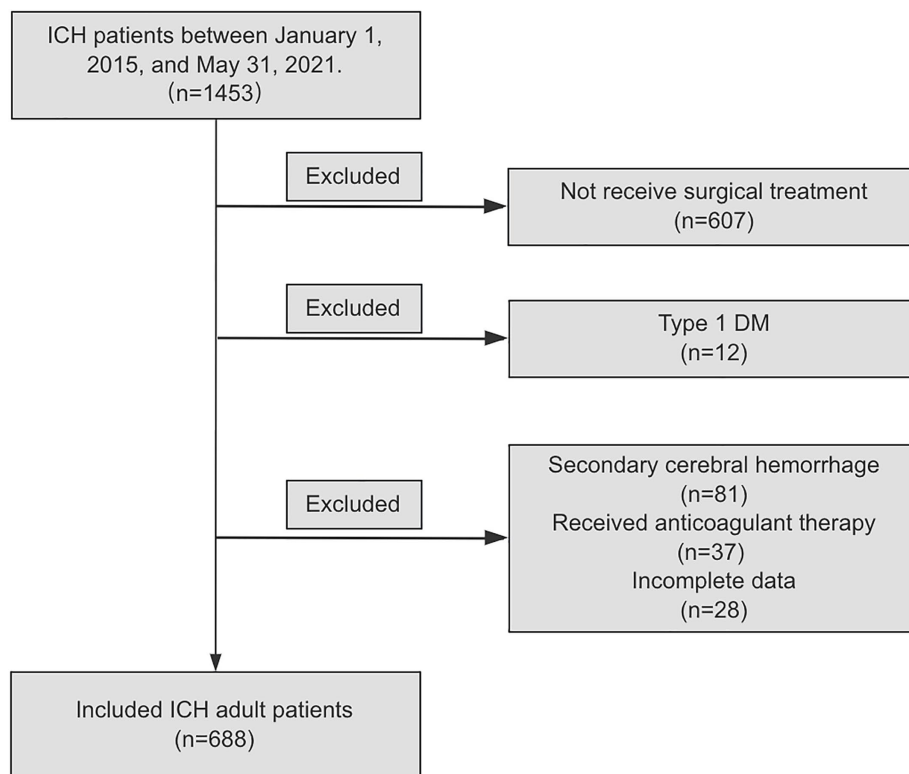 ICH patients between January 1,
2015, and May 31, 2021.
(n=1453)
Excluded
Not receive surgical treatment
(n=607)
Excluded
Type 1 DM
(n=12)
Excluded
Secondary cerebral hemorrhage
(n=81)
Received anticoagulant therapy
(n=37)
Incomplete data
(n=28)
Included ICH adult patients
(n=688)